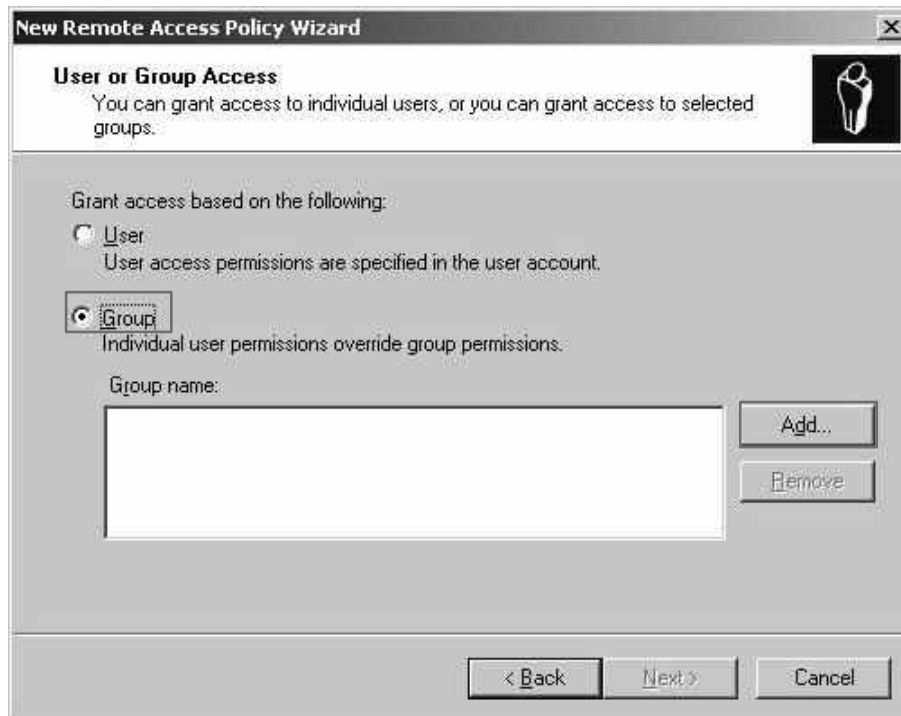 New Remote Access Policy Wizard
User or Group Access
You can grant access to individual users, or you can grant access to selected
groups.
Grant access based on the following:
User
User access permissions are specified in the user account.
Group
Individual user permissions override group permissions.
Group name:
Add...
Remove
< Back
Next >
Cancel